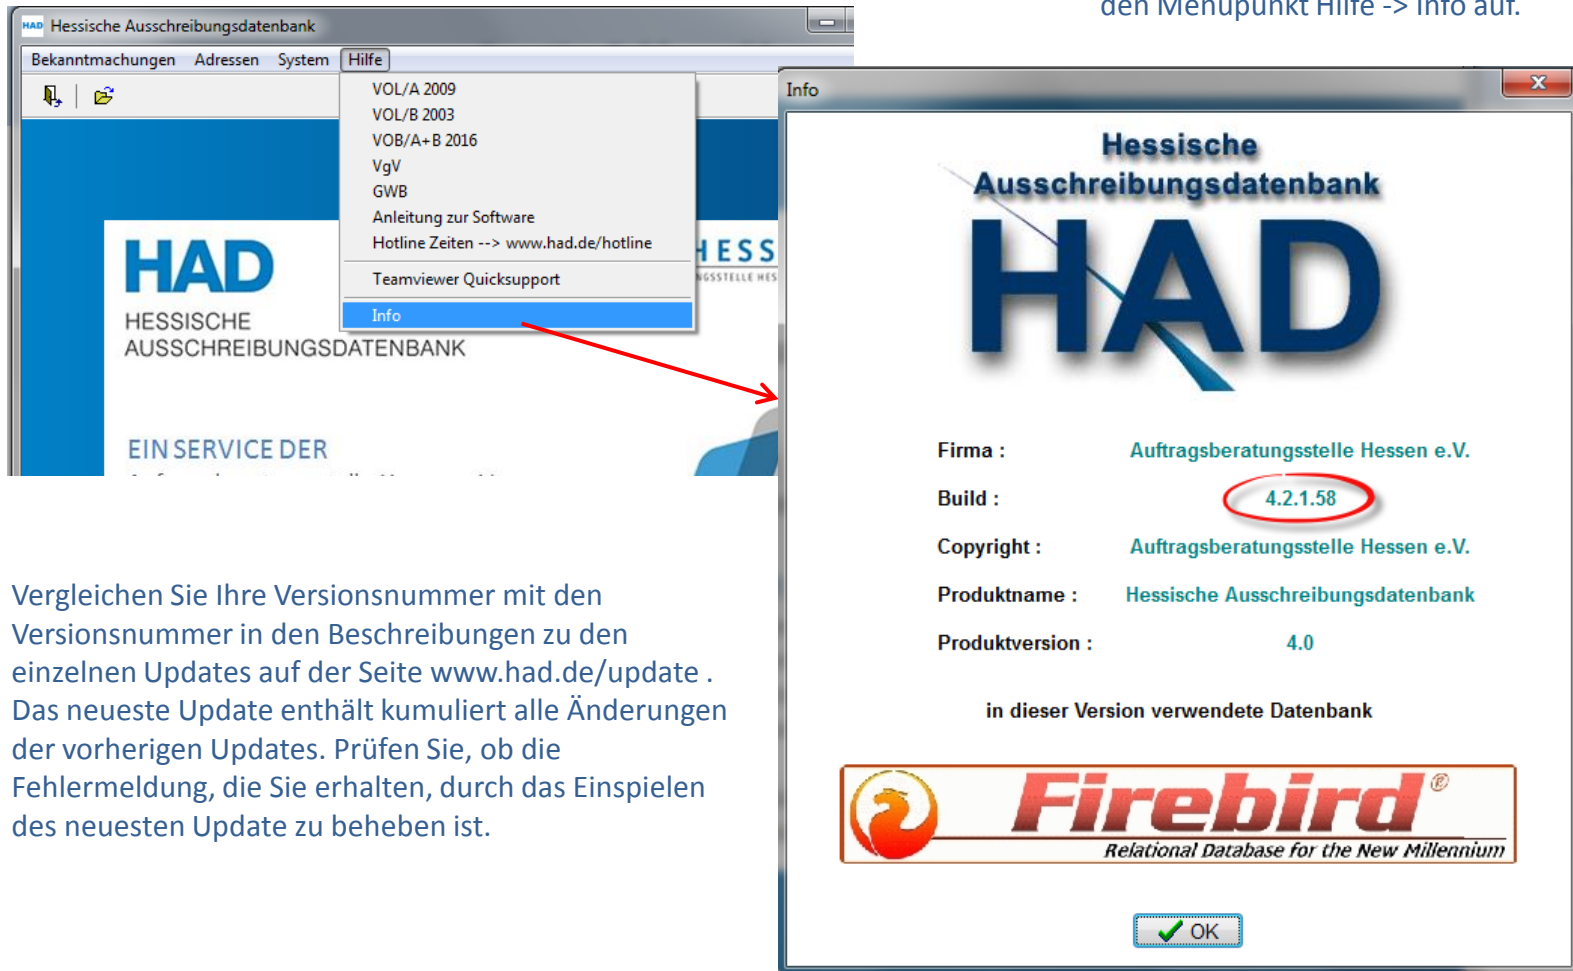 den Menüpunkt Hilfe -> Info auf.
HAD Hessische Ausschreibungsdatenbank
Bekanntmachungen Adressen System Hilfe
VOL/A 2009
VOL/B 2003
VOB/A+B 2016
VgV
GWB
Anleitung zur Software
Hotline Zeiten --> www.had.de/hotline
Teamviewer Quicksupport
Info
HAD
HESSISCHE
AUSSCHREIBUNGSDATENBANK
HESS
GSSTELLE HES
EIN SERVICE DER
Info
Hessische
Ausschreibungsdatenbank
HAD
Firma : Auftragsberatungsstelle Hessen e.V.
Build : 4.2.1.58
Copyright : Auftragsberatungsstelle Hessen e.V.
Produktname : Hessische Ausschreibungsdatenbank
Produktversion : 4.0
in dieser Version verwendete Datenbank
Firebird®
Relational Database for the New Millennium
OK
Vergleichen Sie Ihre Versionsnummer mit den
Versionsnummer in den Beschreibungen zu den
einzelnen Updates auf der Seite www.had.de/update .
Das neueste Update enthält kumuliert alle Änderungen
der vorherigen Updates. Prüfen Sie, ob die
Fehlermeldung, die Sie erhalten, durch das Einspielen
des neuesten Update zu beheben ist.